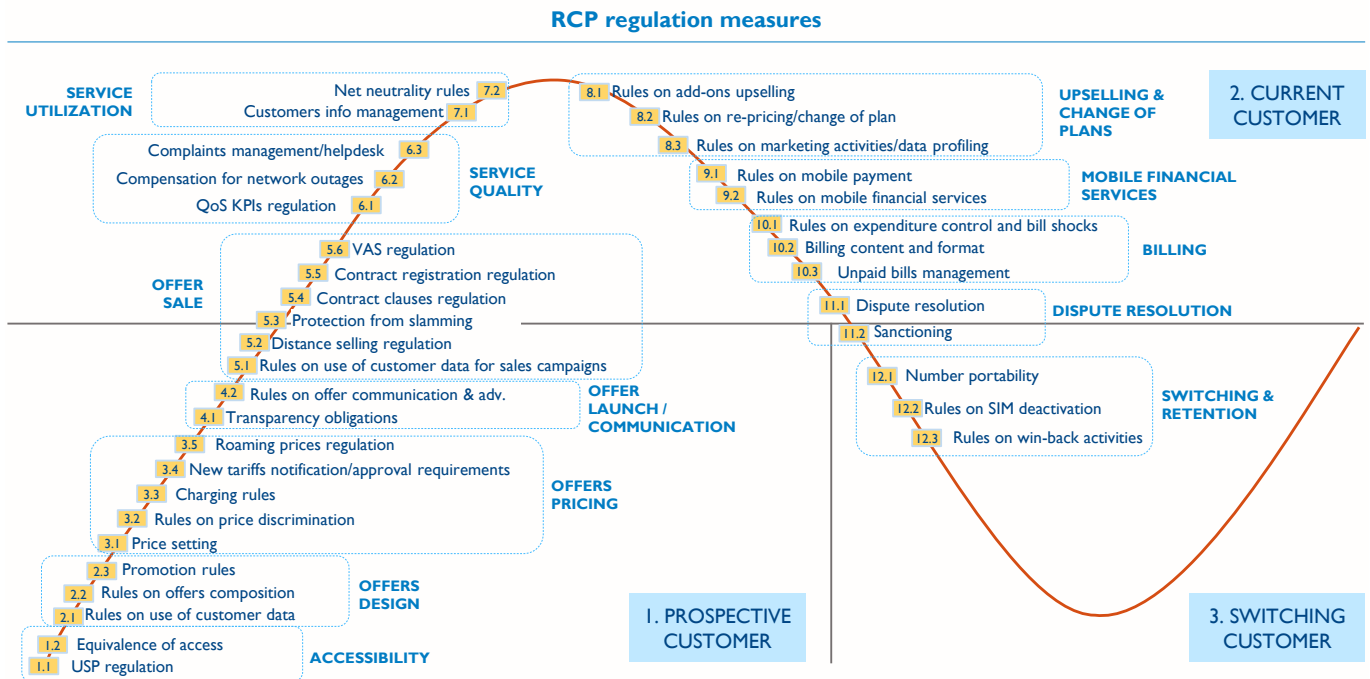 RCP regulation measures
SERVICE
UTILIZATION
Net neutrality rules 7.2
Customers info management 7.1
Complaints management/helpdesk 6.3
Compensation for network outages 6.2
QoS KPIs regulation 6.1
SERVICE
QUALITY
5.6 VAS regulation
5.5 Contract registration regulation
5.4 Contract clauses regulation
5.3 Protection from slamming
5.2 Distance selling regulation
5.1 Rules on use of customer data for sales campaigns
OFFER
SALE
4.2 Rules on offer communication & adv.
4.1 Transparency obligations
OFFER
LAUNCH /
COMMUNICATION
3.5 Roaming prices regulation
3.4 New tariffs notification/approval requirements
3.3 Charging rules
3.2 Rules on price discrimination
3.1 Price setting
OFFERS
PRICING
2.3 Promotion rules
2.2 Rules on offers composition
2.1 Rules on use of customer data
OFFERS
DESIGN
1.2 Equivalence of access
1.1 USP regulation
ACCESSIBILITY
1. PROSPECTIVE
CUSTOMER
8.1 Rules on add-ons upselling
8.2 Rules on re-pricing/change of plan
8.3 Rules on marketing activities/data profiling
UPSELLING &
CHANGE OF
PLANS
2. CURRENT
CUSTOMER
9.1 Rules on mobile payment
9.2 Rules on mobile financial services
MOBILE FINANCIAL
SERVICES
10.1 Rules on expenditure control and bill shocks
10.2 Billing content and format
10.3 Unpaid bills management
BILLING
11.1 Dispute resolution
11.2 Sanctioning
DISPUTE RESOLUTION
12.1 Number portability
12.2 Rules on SIM deactivation
12.3 Rules on win-back activities
SWITCHING &
RETENTION
3. SWITCHING
CUSTOMER